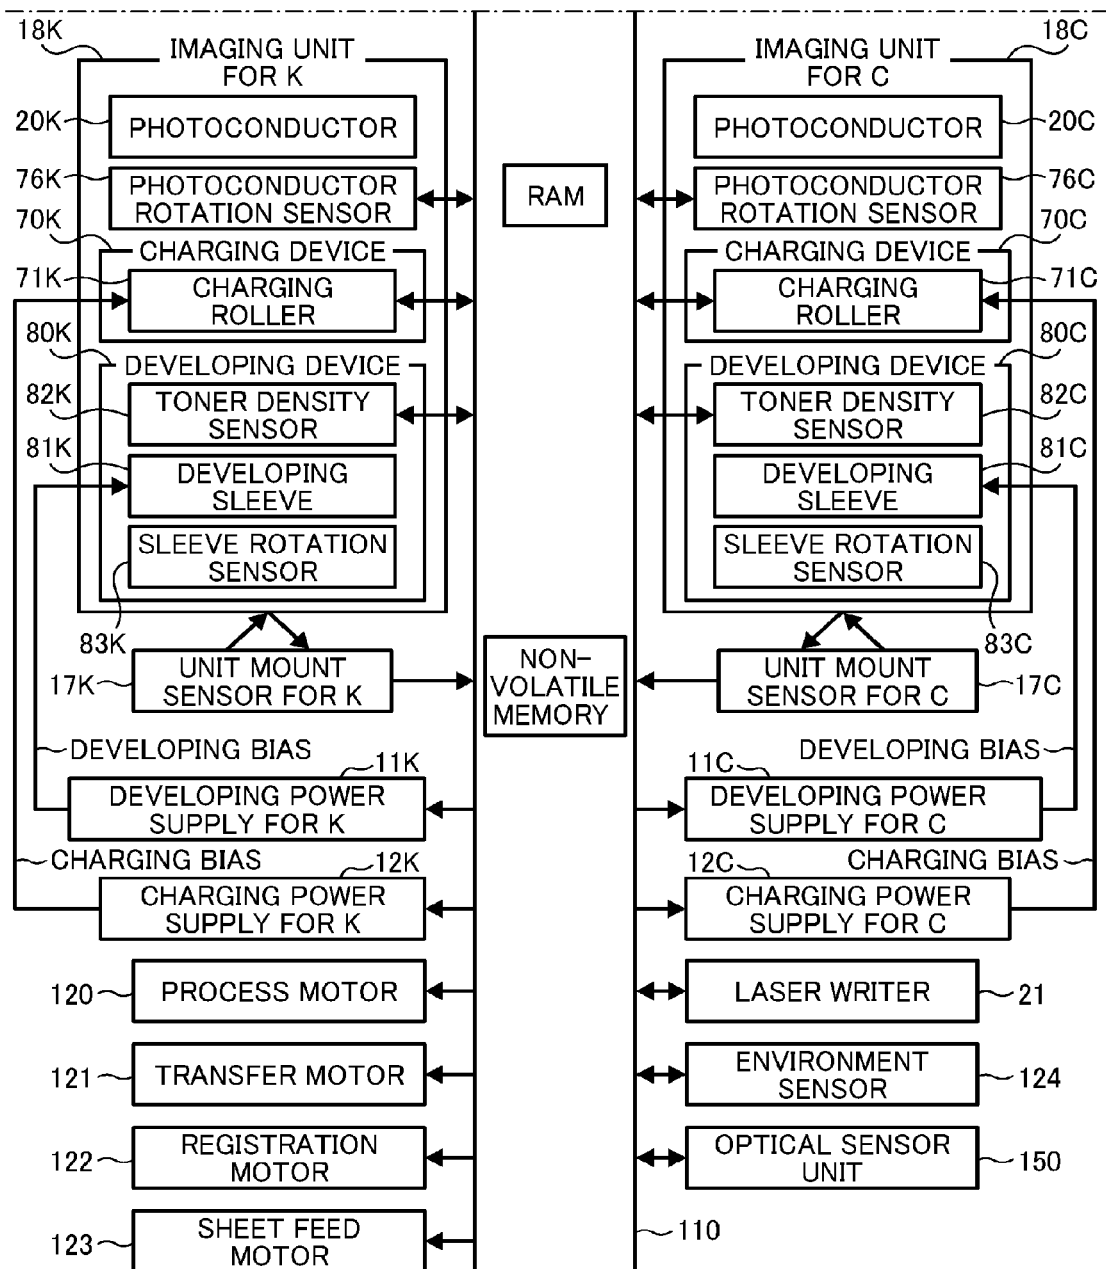 18K
IMAGING UNIT
FOR K
20K
PHOTOCONDUCTOR
76K
PHOTOCONDUCTOR
ROTATION SENSOR
70K
CHARGING DEVICE
71K
CHARGING
ROLLER
80K
DEVELOPING DEVICE
82K
TONER DENSITY
SENSOR
81K
DEVELOPING
SLEEVE
SLEEVE ROTATION
SENSOR
83K
17K
UNIT MOUNT
SENSOR FOR K
DEVELOPING BIAS
11K
DEVELOPING POWER
SUPPLY FOR K
CHARGING BIAS
12K
CHARGING POWER
SUPPLY FOR K
120
PROCESS MOTOR
121
TRANSFER MOTOR
122
REGISTRATION
MOTOR
123
SHEET FEED
MOTOR
RAM
NON-
VOLATILE
MEMORY
110
18C
IMAGING UNIT
FOR C
PHOTOCONDUCTOR
20C
PHOTOCONDUCTOR
ROTATION SENSOR
76C
70C
CHARGING DEVICE
CHARGING
ROLLER
71C
80C
DEVELOPING DEVICE
TONER DENSITY
SENSOR
82C
81C
DEVELOPING
SLEEVE
SLEEVE ROTATION
SENSOR
83C
UNIT MOUNT
SENSOR FOR C
17C
DEVELOPING BIAS
11C
DEVELOPING POWER
SUPPLY FOR C
CHARGING BIAS
12C
CHARGING POWER
SUPPLY FOR C
LASER WRITER
21
ENVIRONMENT
SENSOR
124
OPTICAL SENSOR
UNIT
150